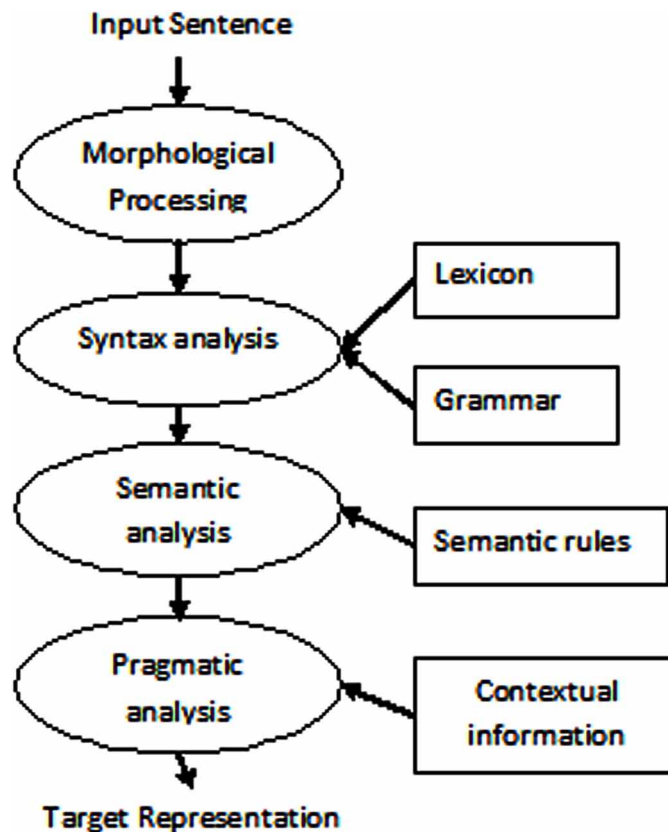 Input Sentence
Morphological
Processing
Lexicon
Syntax analysis
Grammar
Semantic
analysis
Semantic rules
Pragmatic
analysis
Contextual
information
Target Representation